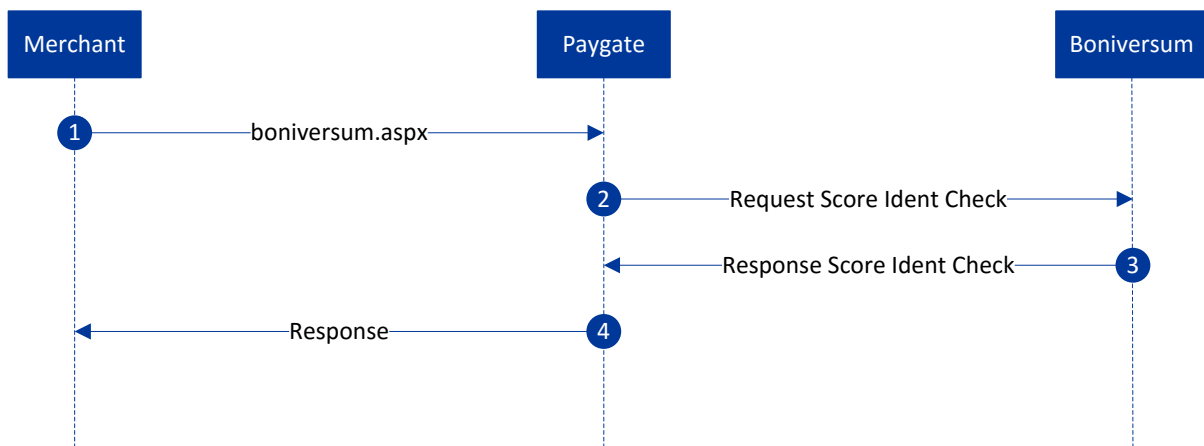 Merchant
Paygate
Boniversum
1
boniversum.aspx
2
Request Score Ident Check
Response Score Ident Check
3
Response
4